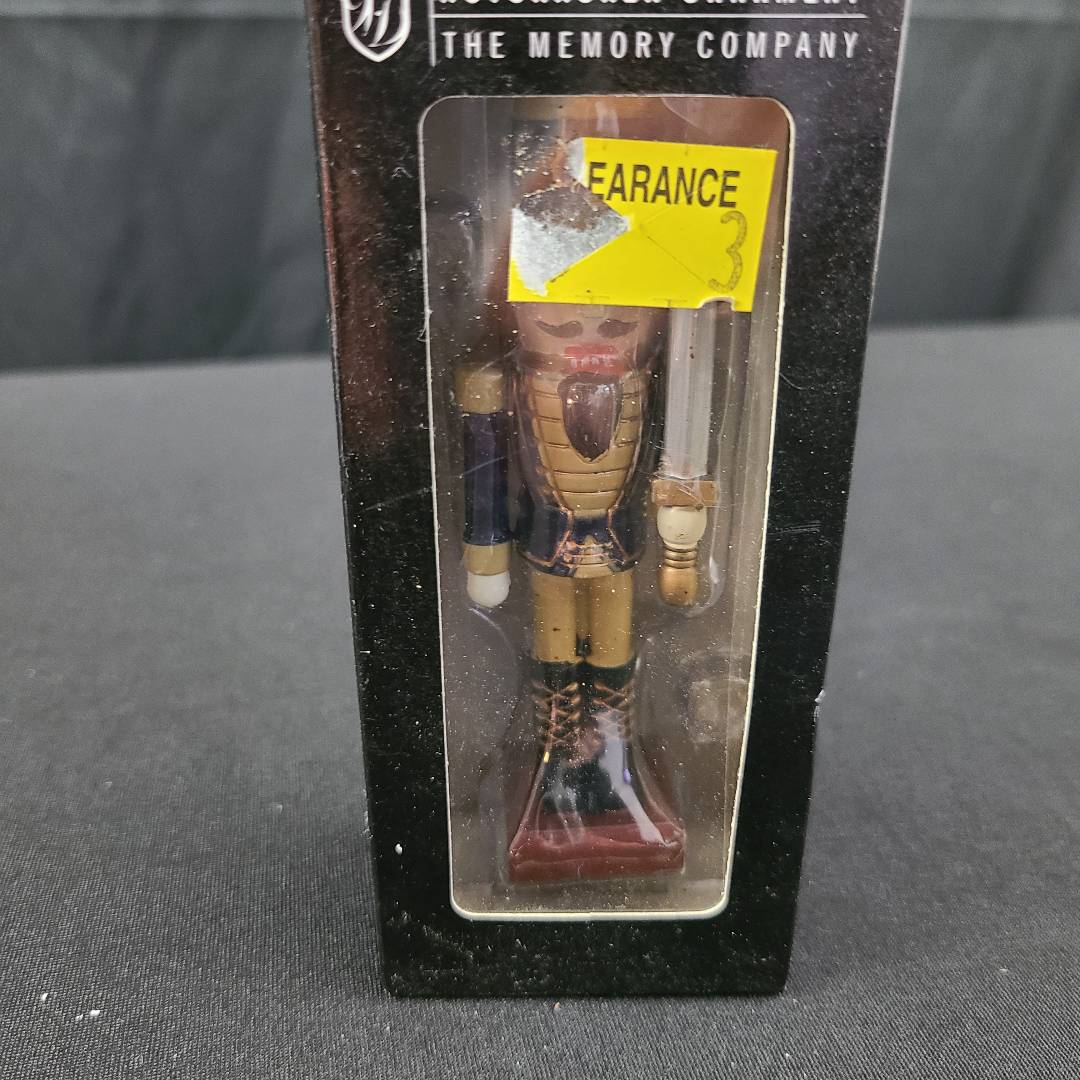 THE MEMORY COMPANY
EARANCE
3